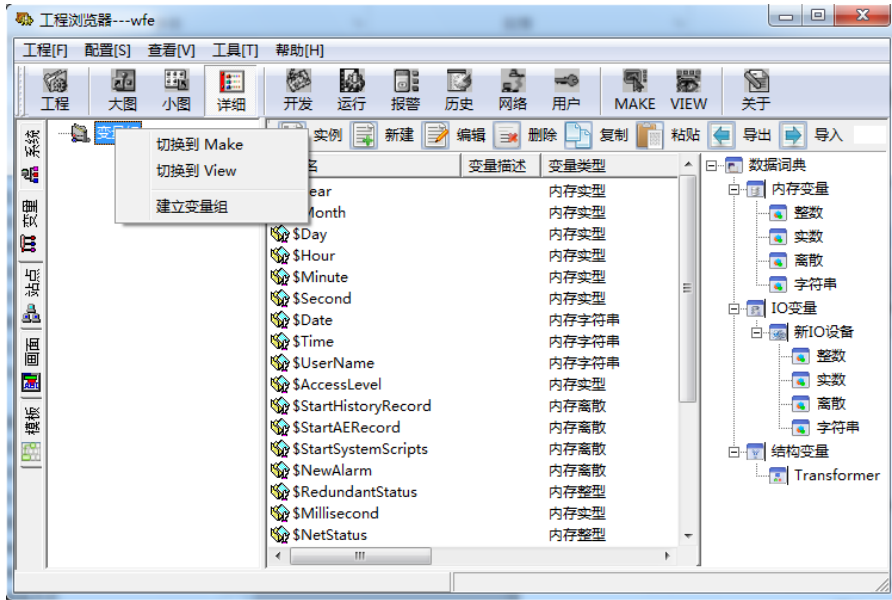 工程浏览器---wfe
工程[F] 配置[S] 查看[V] 工具[T] 帮助[H]
工程 大图 小图 详细 开发 运行 报警 历史 网络 用户 MAKE VIEW 关于
系统
变量
站点
画面
模板
变量组
切换到 Make
切换到 View
建立变量组
实例 新建 编辑 删除 复制 粘贴 导出 导入
名 变量描述 变量类型
ear 内存实型
Month 内存实型
$Day 内存实型
$Hour 内存实型
$Minute 内存实型
$Second 内存实型
$Date 内存字符串
$Time 内存字符串
$UserName 内存字符串
$AccessLevel 内存实型
$StartHistoryRecord 内存离散
$StartAERecord 内存离散
$StartSystemScripts 内存离散
$NewAlarm 内存离散
$RedundantStatus 内存整型
$Millisecond 内存实型
$NetStatus 内存整型
数据词典
内存变量
整数
实数
离散
字符串
IO变量
新IO设备
整数
实数
离散
字符串
结构变量
Transformer